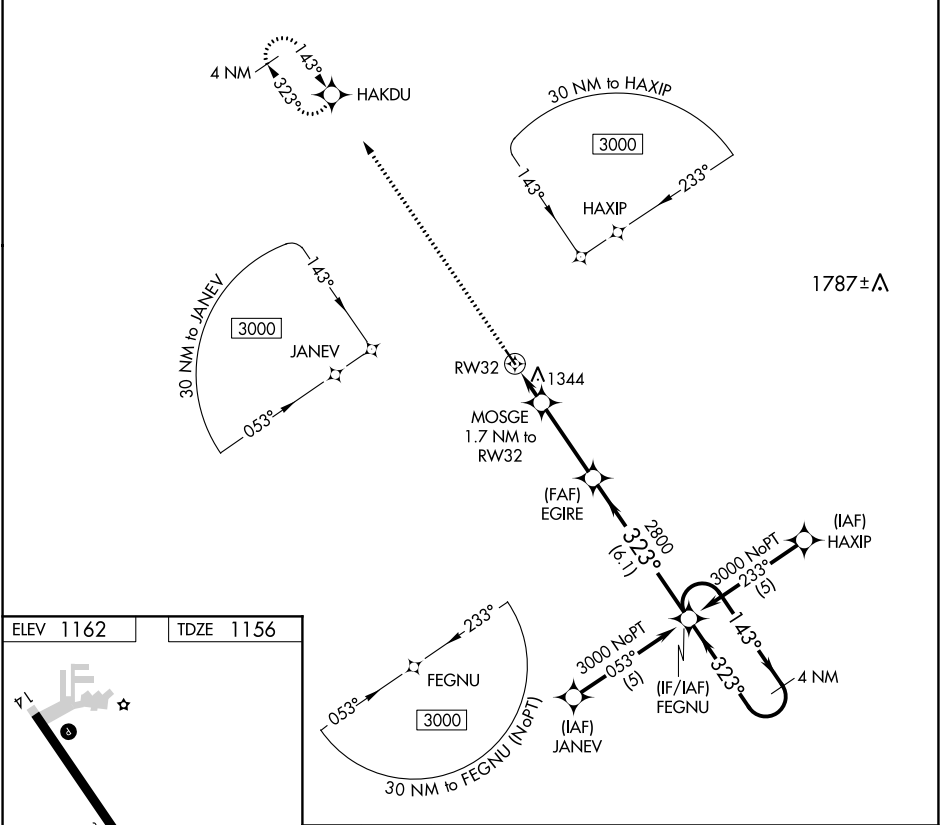 4 NM
143°
323°
HAKDU
30 NM to HAXIP
3000
143°
233°
HAXIP
1787±
30 NM to JANEV
143°
3000
JANEV
053°
RW32
1344
MOSGE
1.7 NM to
RW32
(FAF)
EGIRE
2800
323°
(6.1)
(IAF)
HAXIP
3000 NoPT
233°
(5)
143°
323°
4 NM
3000 NoPT
053°
(5)
(IF/IAF)
FEGNU
(IAF)
JANEV
233°
FEGNU
053°
3000
30 NM to FEGNU (NoPT)
ELEV 1162
TDZE 1156
14
P